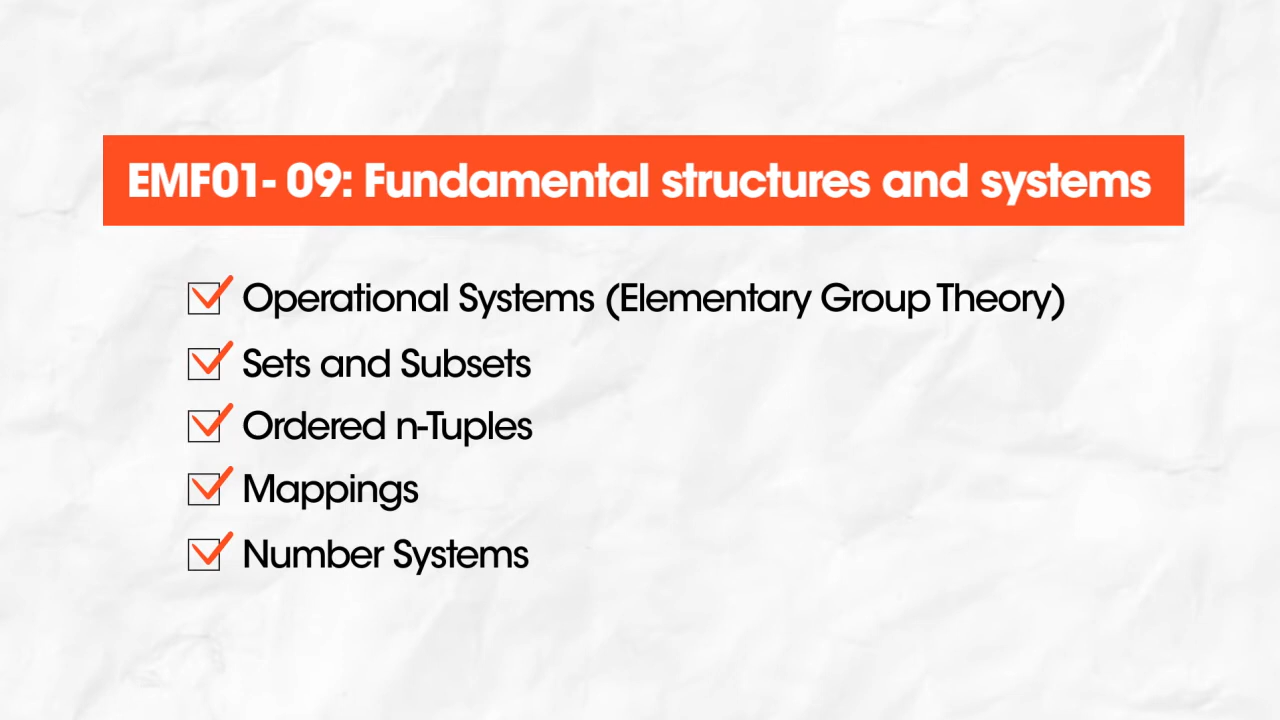 EMF01- 09: Fundamental structures and systems
Operational Systems (Elementary Group Theory)
Sets and Subsets
Ordered n-Tuples
Mappings
Number Systems